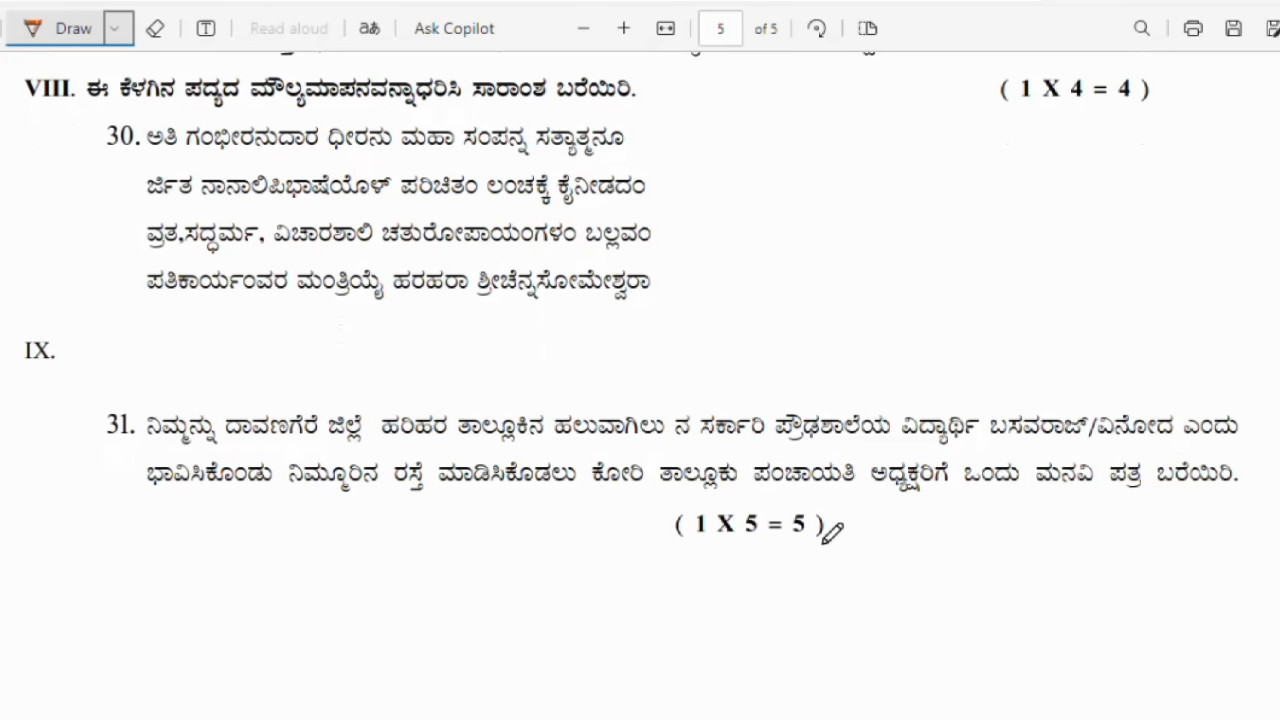 Draw
Read aloud
aあ
Ask Copilot
5
of 5
VIII. ಈ ಕೆಳಗಿನ ಪದ್ಯದ ಮೌಲ್ಯಮಾಪನವನ್ನಾಧರಿಸಿ ಸಾರಾಂಶ ಬರೆಯಿರಿ. ( 1 X 4 = 4 )
30. ಅತಿ ಗಂಭೀರನುದಾರ ಧೀರನು ಮಹಾ ಸಂಪನ್ನ ಸತ್ಯಾತ್ಮನೂ
ರ್ಜಿತ ನಾನಾಲಿಪಿಭಾಷೆಯೊಳ್ ಪರಿಚಿತಂ ಲಂಚಕ್ಕೆ ಕೈನೀಡದಂ
ವ್ರತ,ಸದ್ಧರ್ಮ, ವಿಚಾರಶಾಲಿ ಚತುರೋಪಾಯಂಗಳಂ ಬಲ್ಲವಂ
ಪತಿಕಾರ್ಯಂವರ ಮಂತ್ರಿಯೈ ಹರಹರಾ ಶ್ರೀಚೆನ್ನಸೋಮೇಶ್ವರಾ
IX.
31. ನಿಮ್ಮನ್ನು ದಾವಣಗೆರೆ ಜಿಲ್ಲೆ ಹರಿಹರ ತಾಲ್ಲೂಕಿನ ಹಲುವಾಗಿಲು ನ ಸರ್ಕಾರಿ ಪ್ರೌಢಶಾಲೆಯ ವಿದ್ಯಾರ್ಥಿ ಬಸವರಾಜ್/ವಿನೋದ ಎಂದು
ಭಾವಿಸಿಕೊಂಡು ನಿಮ್ಮೂರಿನ ರಸ್ತೆ ಮಾಡಿಸಿಕೊಡಲು ಕೋರಿ ತಾಲ್ಲೂಕು ಪಂಚಾಯತಿ ಅಧ್ಯಕ್ಷರಿಗೆ ಒಂದು ಮನವಿ ಪತ್ರ ಬರೆಯಿರಿ.
( 1 X 5 = 5 )